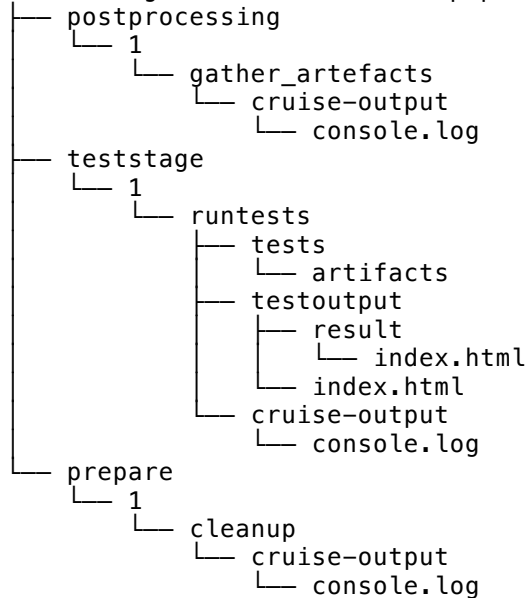 ├── postprocessing
│   └── 1
│       └── gather_artefacts
│           └── cruise-output
│               └── console.log
├── teststage
│   └── 1
│       └── runtests
│           ├── tests
│           │   └── artifacts
│           ├── testoutput
│           │   ├── result
│           │   │   └── index.html
│           │   └── index.html
│           └── cruise-output
│               └── console.log
└── prepare
    └── 1
        └── cleanup
            └── cruise-output
                └── console.log